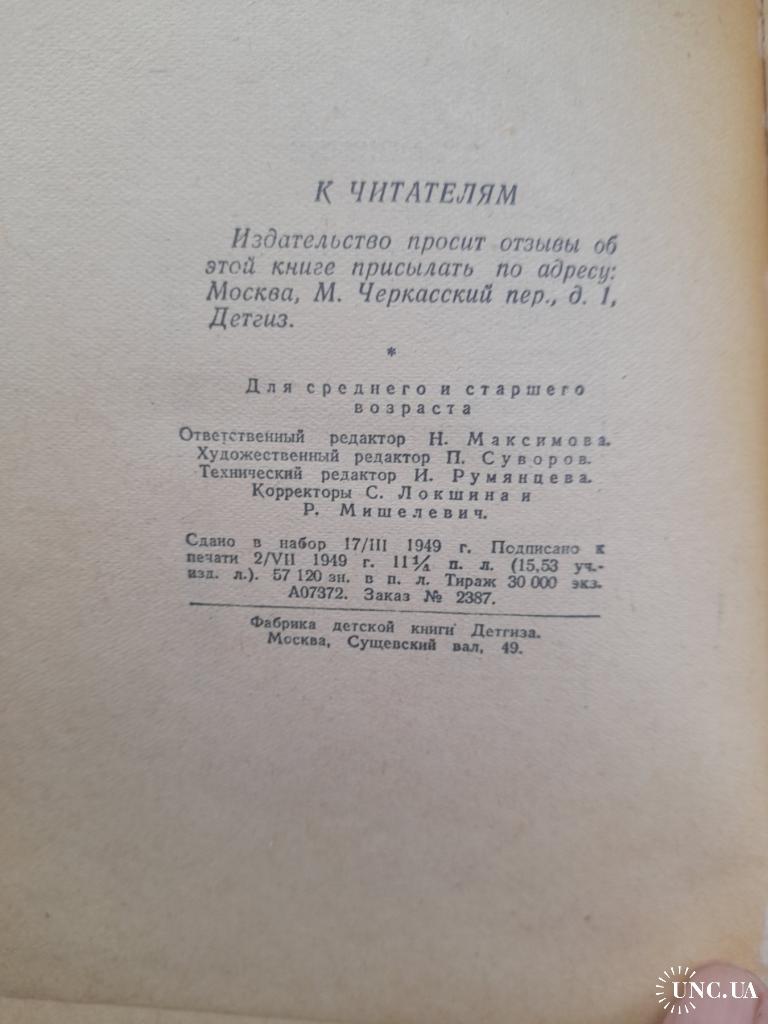 К ЧИТАТЕЛЯМ
Издательство просит отзывы об
этой книге присылать по адресу:
Москва, М. Черкасский пер., д. 1,
Детгиз.
*
Для среднего и старшего
возраста
Ответственный редактор Н. Максимова.
Художественный редактор П. Суворов.
Технический редактор И. Румянцева.
Корректоры С. Локшина и
Р. Мишелевич.
Сдано в набор 17/III 1949 г. Подписано к
печати 2/VII 1949 г. 11¼ п. л. (15,53 уч.-
изд. л.). 57 120 зн. в п. л. Тираж 30 000 экз.
А07372. Заказ № 2387.
Фабрика детской книги Детгиза.
Москва, Сущевский вал, 49.
UNC.UA